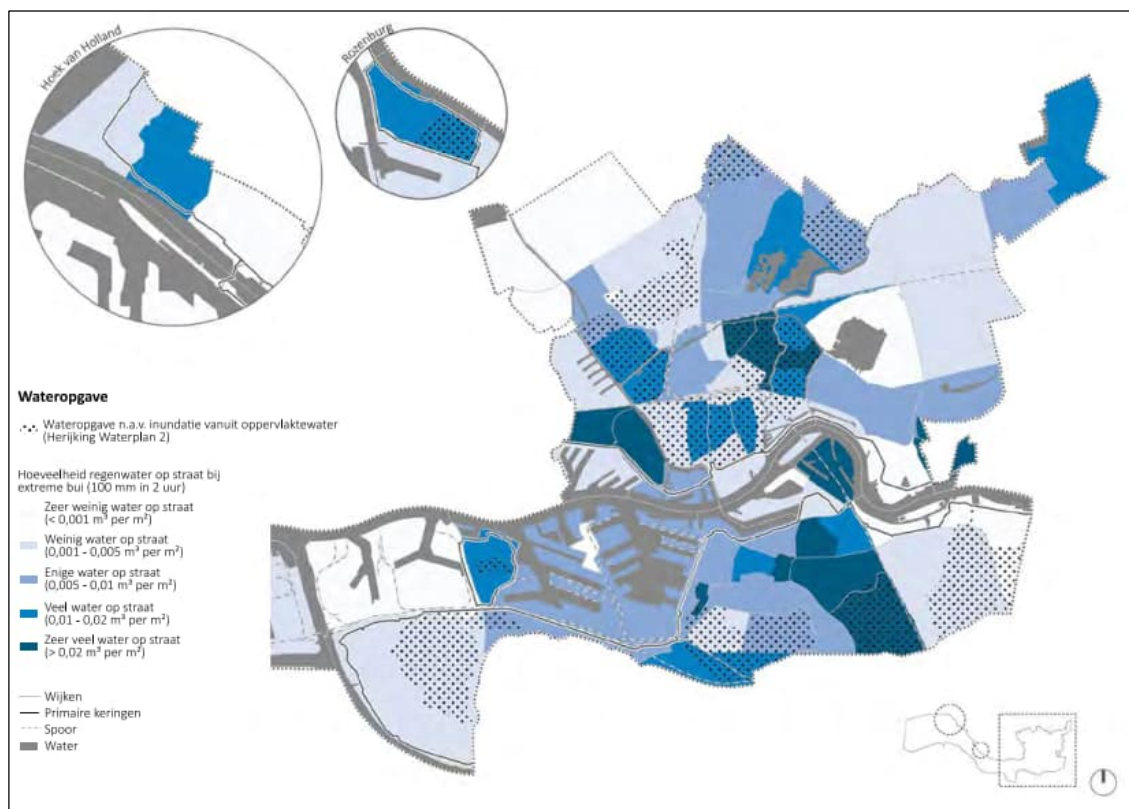 Hoek van Holland
Rozenburg
Wateropgave
Wateropgave n.a.v. inundatie vanuit oppervlaktewater
(Herijking Waterplan 2)
Hoeveelheid regenwater op straat bij
extreme bui (100 mm in 2 uur)
Zeer weinig water op straat
(< 0,001 m³ per m²)
Weinig water op straat
(0,001 - 0,005 m³ per m²)
Enige water op straat
(0,005 - 0,01 m³ per m²)
Veel water op straat
(0,01 - 0,02 m³ per m²)
Zeer veel water op straat
(> 0,02 m³ per m²)
Wijken
Primaire keringen
Spoor
Water